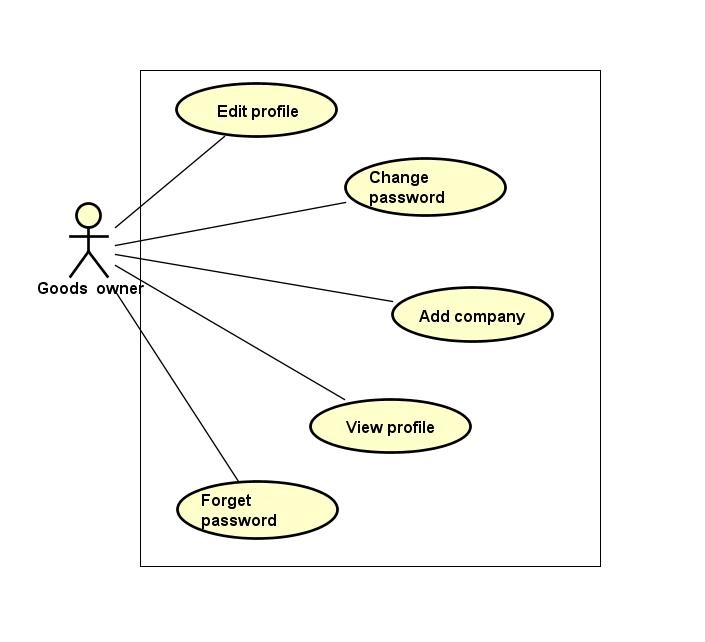 Edit profile
Change
password
Goods owner
Add company
View profile
Forget
password